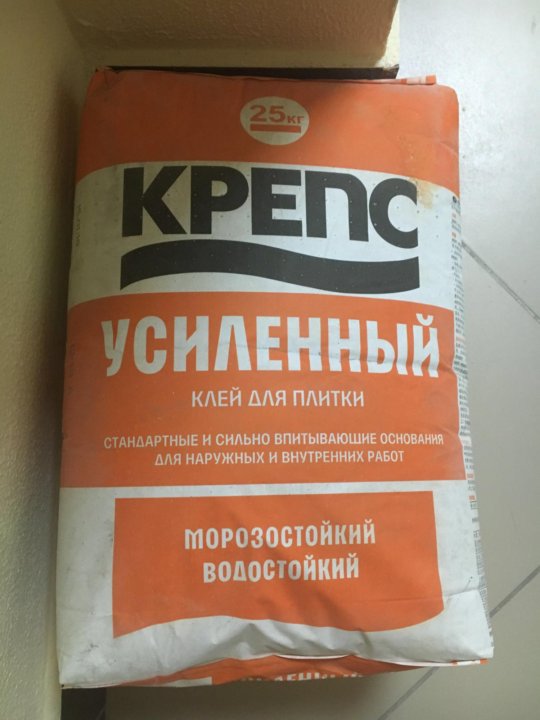 25кг
КРЕПС
УСИЛЕННЫЙ
КЛЕЙ ДЛЯ ПЛИТКИ
СТАНДАРТНЫЕ И СИЛЬНО ВПИТЫВАЮЩИЕ ОСНОВАНИЯ
ДЛЯ НАРУЖНЫХ И ВНУТРЕННИХ РАБОТ
МОРОЗОСТОЙКИЙ
ВОДОСТОЙКИЙ